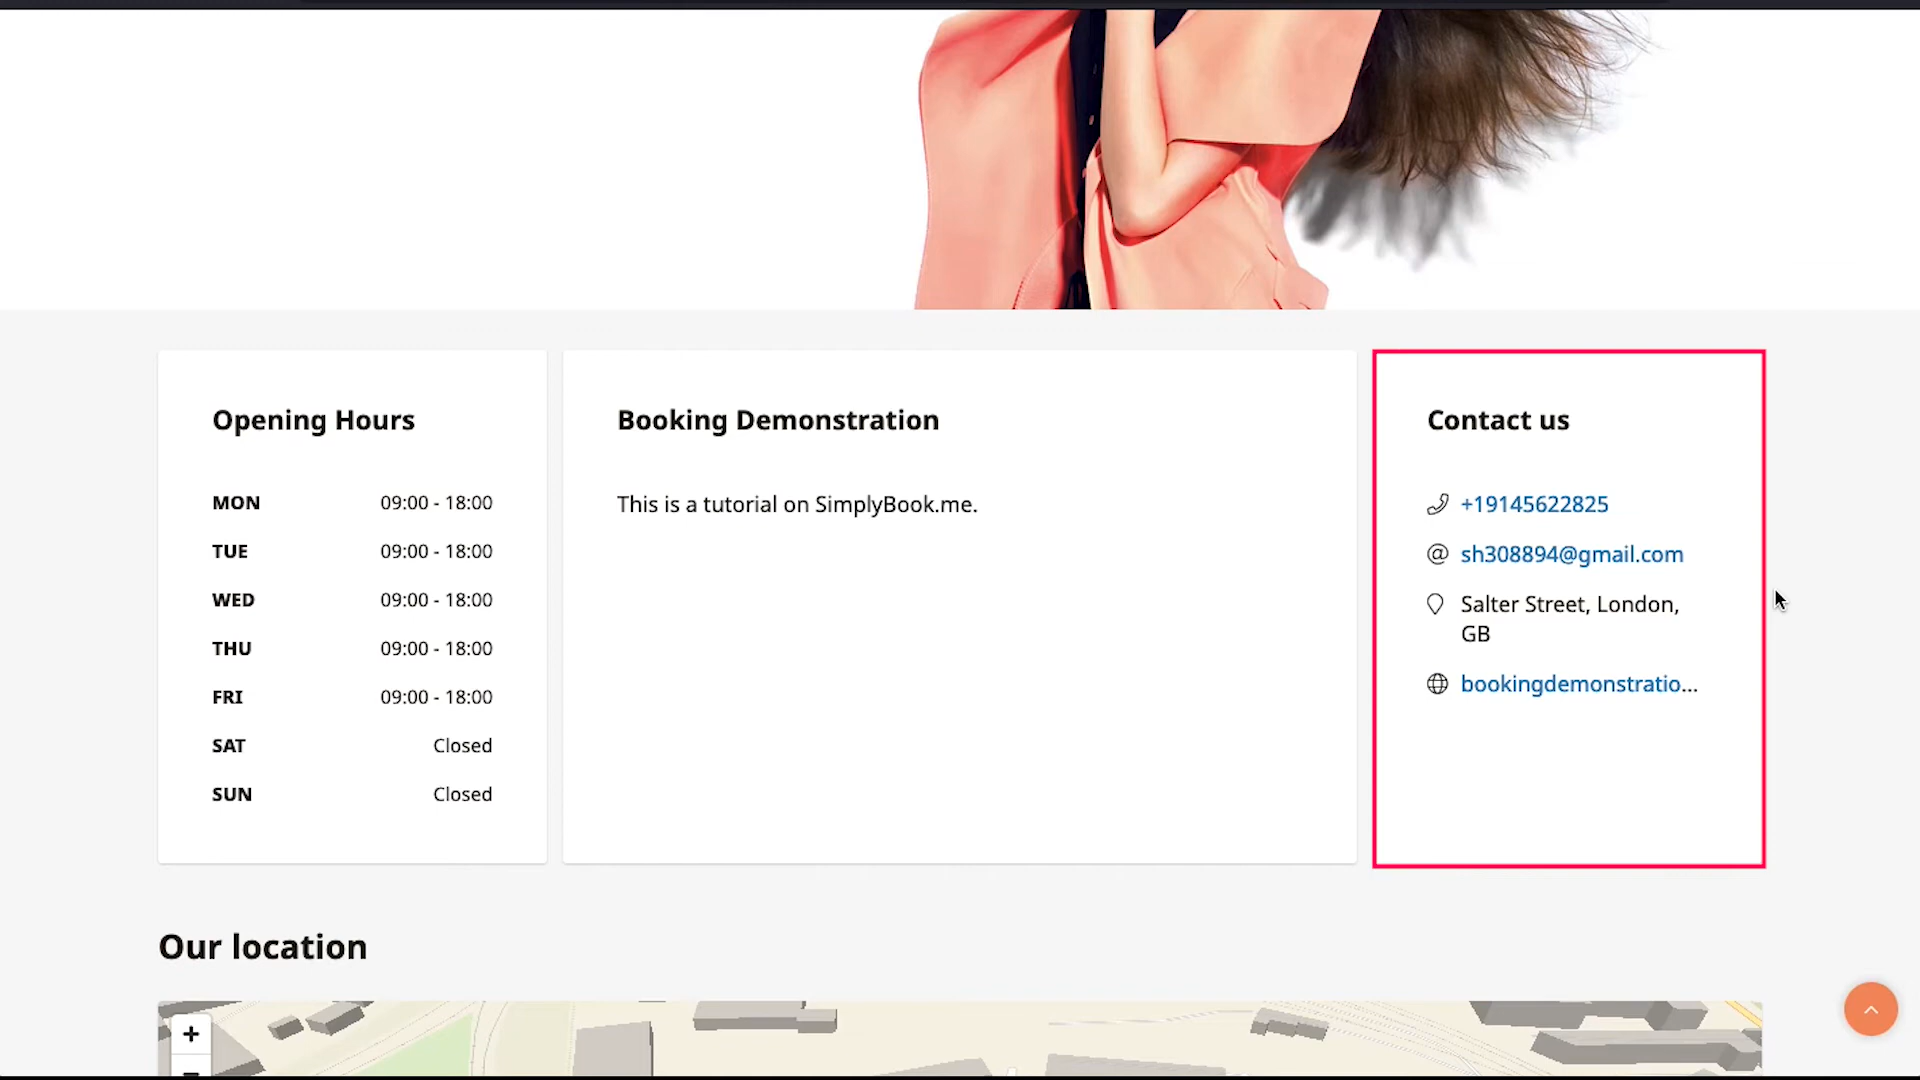 Opening Hours
MON 09:00 - 18:00
TUE 09:00 - 18:00
WED 09:00 - 18:00
THU 09:00 - 18:00
FRI 09:00 - 18:00
SAT Closed
SUN Closed
Booking Demonstration
This is a tutorial on SimplyBook.me.
Contact us
+19145622825
sh308894@gmail.com
Salter Street, London,
GB
bookingdemonstratio...
Our location
+